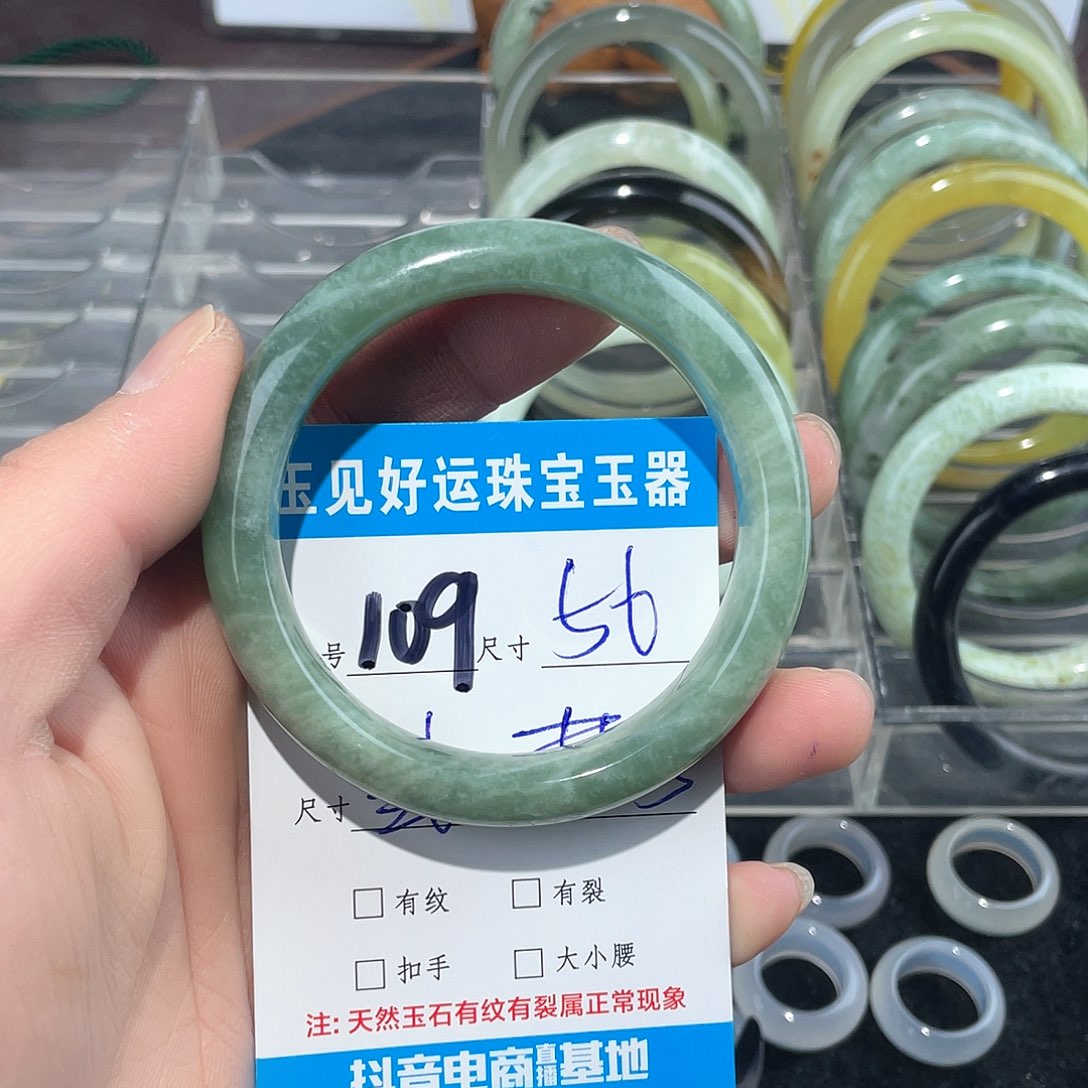 玉见好运珠宝玉器
号 109 尺寸 56
尺寸
有纹 有裂
扣手 大小腰
注: 天然玉石有纹有裂属正常现象
抖音电商直播基地